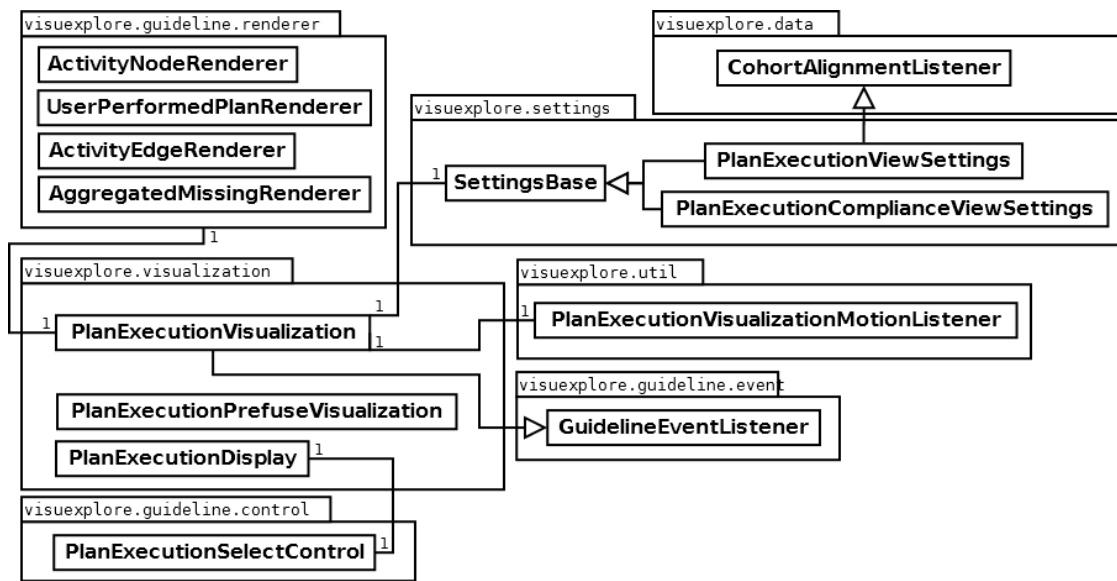 visuexplore.guideline.renderer
ActivityNodeRenderer
UserPerformedPlanRenderer
ActivityEdgeRenderer
AggregatedMissingRenderer
1
visuexplore.data
CohortAlignmentListener
visuexplore.settings
1
SettingsBase
PlanExecutionViewSettings
PlanExecutionComplianceViewSettings
visuexplore.visualization
1
PlanExecutionVisualization
1
1
visuexplore.util
1
PlanExecutionVisualizationMotionListener
PlanExecutionPrefuseVisualization
PlanExecutionDisplay
1
visuexplore.guideline.event
GuidelineEventListener
visuexplore.guideline.control
PlanExecutionSelectControl
1